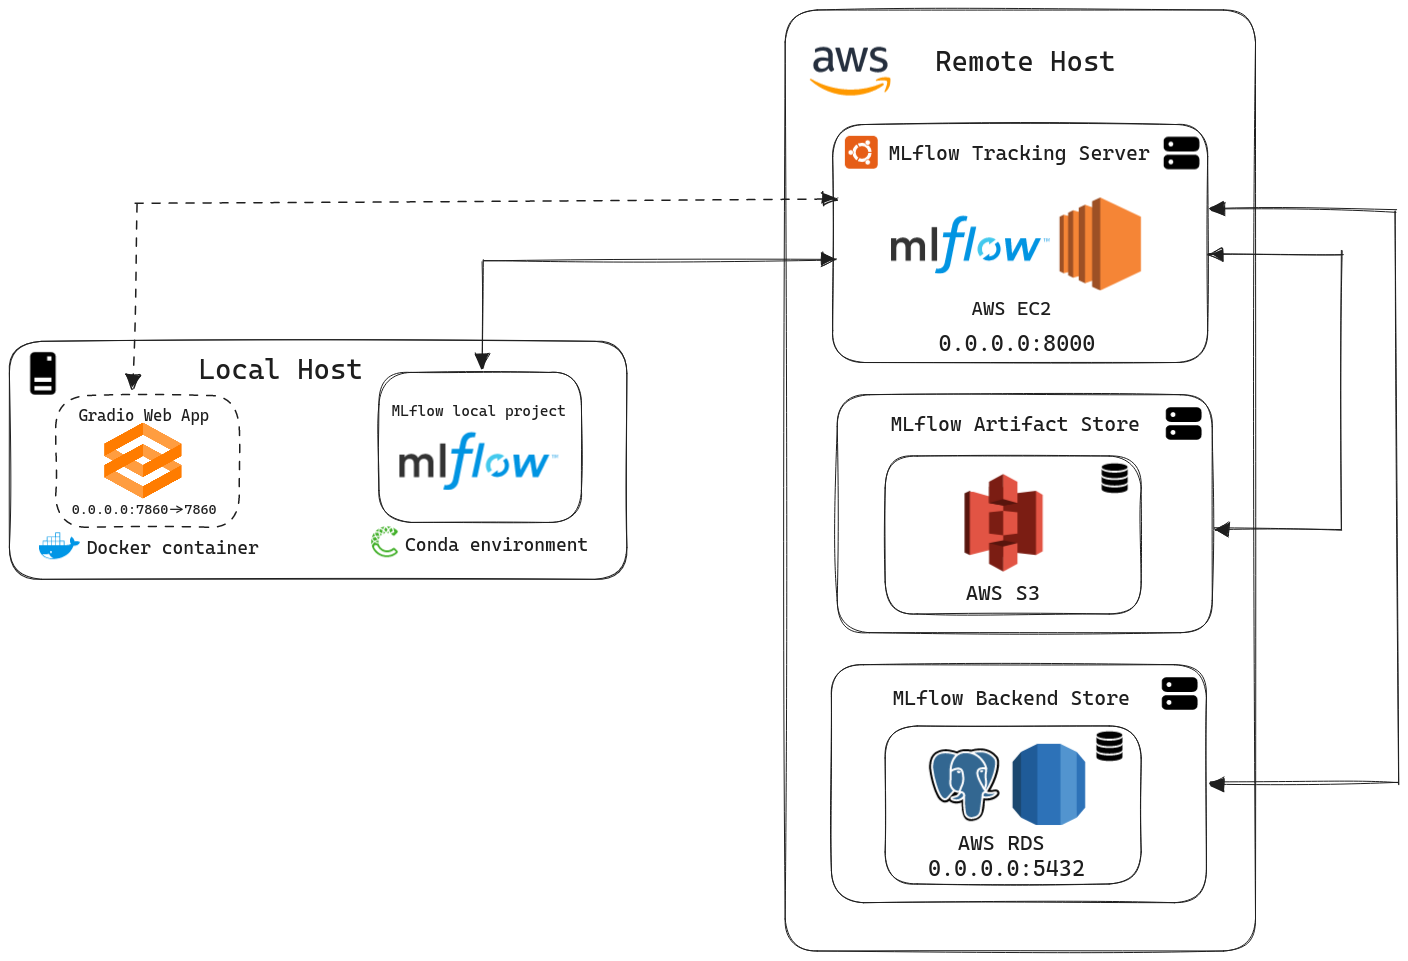 aws
Remote Host
MLflow Tracking Server
mlflow™
AWS EC2
0.0.0.0:8000
Local Host
Gradio Web App
0.0.0.0:7860→7860
Docker container
MLflow local project
mlflow™
Conda environment
MLflow Artifact Store
AWS S3
MLflow Backend Store
AWS RDS
0.0.0.0:5432